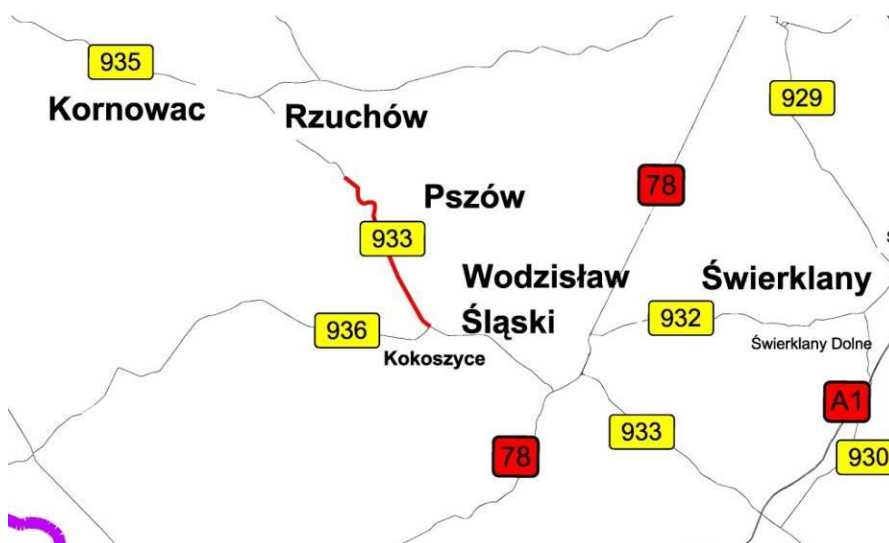 935
Kornowac
Rzuchów
929
78
Pszów
933
Wodzisław
Śląski
Świerklany
936
932
Kokoszyce
Świerklany Dolne
A1
933
78
930